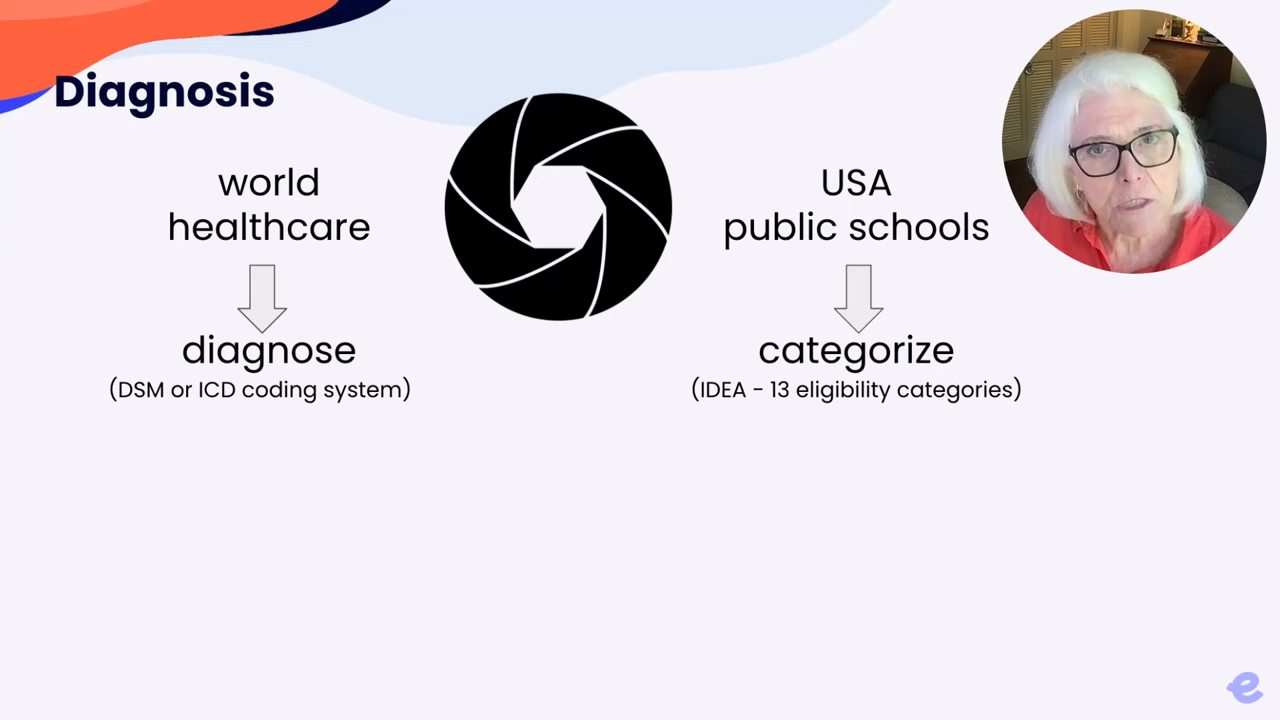 Diagnosis
world
healthcare
diagnose
(DSM or ICD coding system)
USA
public schools
categorize
(IDEA - 13 eligibility categories)
e